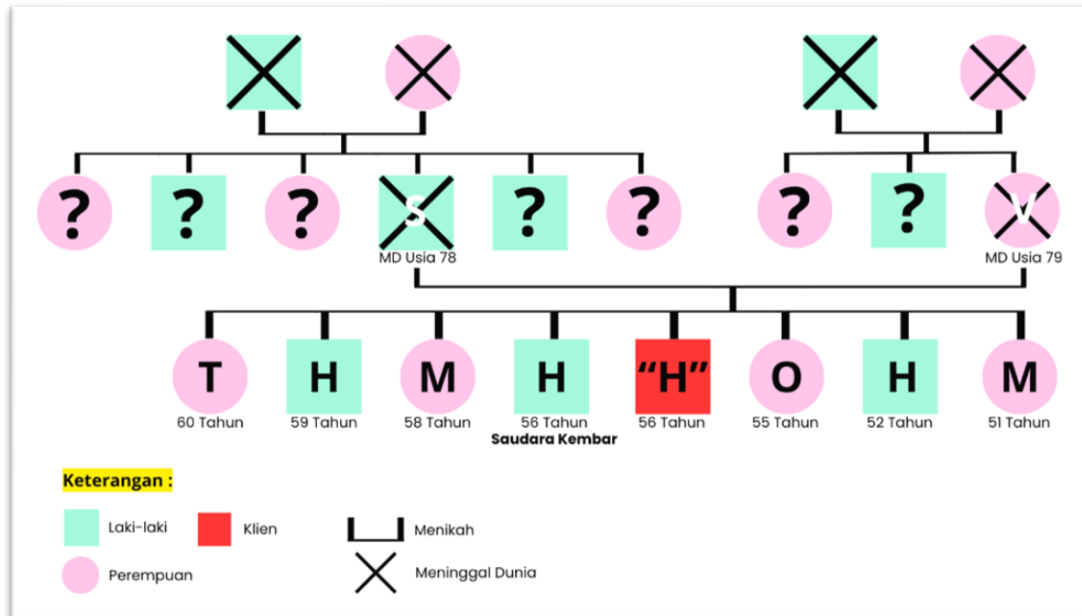 ? ? ? S ? ? ? ? V
MD Usia 78 MD Usia 79
T H M H “H” O H M
60 Tahun 59 Tahun 58 Tahun 56 Tahun 56 Tahun 55 Tahun 52 Tahun 51 Tahun
Saudara Kembar
Keterangan :
Laki-laki Klien Menikah
Perempuan Meninggal Dunia